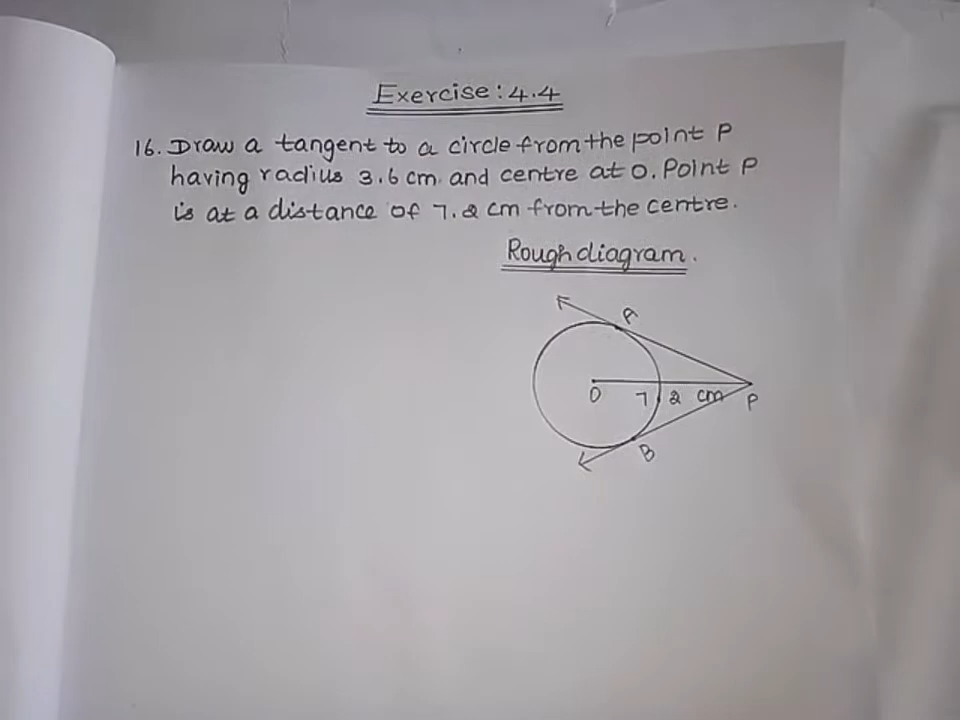 Exercise: 4.4
16. Draw a tangent to a circle from the point P
having radius 3.6 cm. and centre at O. Point P
is at a distance of 7.2 cm from the centre.
Rough diagram.
A
O 7.2 cm P
B